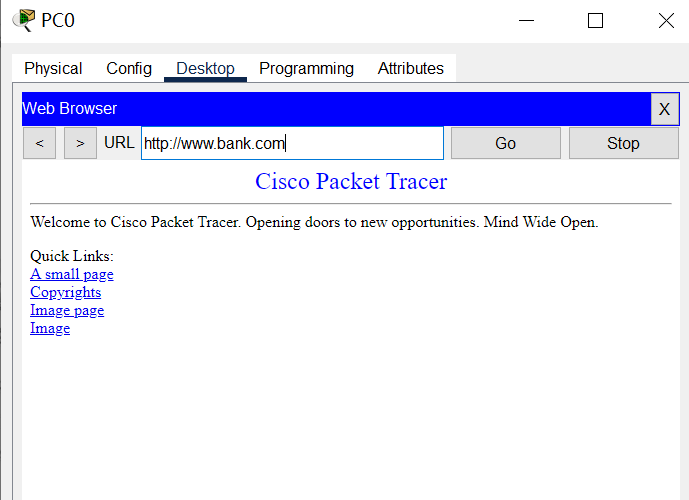 PC0
Physical Config Desktop Programming Attributes
Web Browser
X
< > URL http://www.bank.com Go Stop
Cisco Packet Tracer
Welcome to Cisco Packet Tracer. Opening doors to new opportunities. Mind Wide Open.
Quick Links:
A small page
Copyrights
Image page
Image